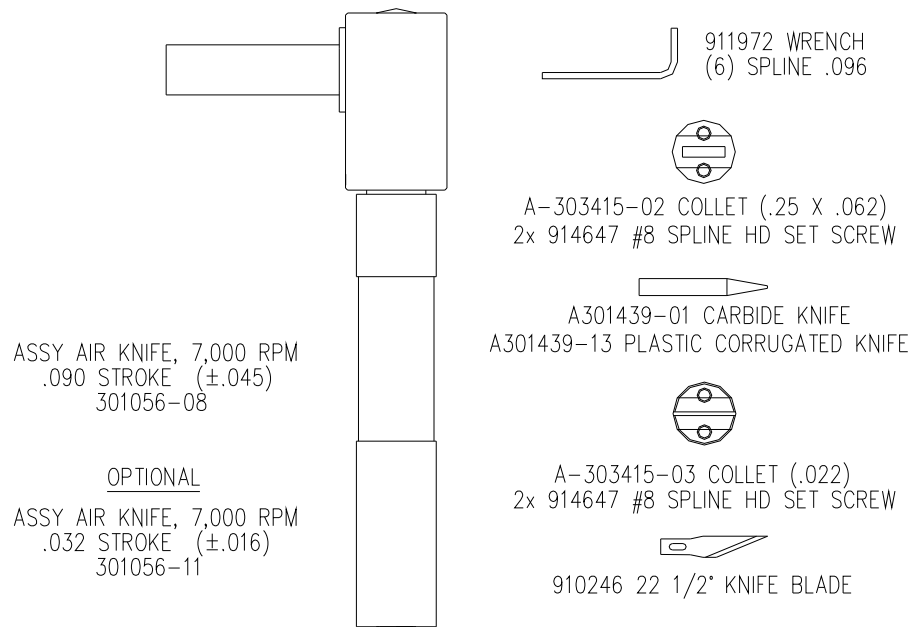 911972 WRENCH
(6) SPLINE .096
A-303415-02 COLLET (.25 X .062)
2x 914647 #8 SPLINE HD SET SCREW
A301439-01 CARBIDE KNIFE
A301439-13 PLASTIC CORRUGATED KNIFE
ASSY AIR KNIFE, 7,000 RPM
.090 STROKE (±.045)
301056-08
OPTIONAL
ASSY AIR KNIFE, 7,000 RPM
.032 STROKE (±.016)
301056-11
A-303415-03 COLLET (.022)
2x 914647 #8 SPLINE HD SET SCREW
910246 22 1/2° KNIFE BLADE